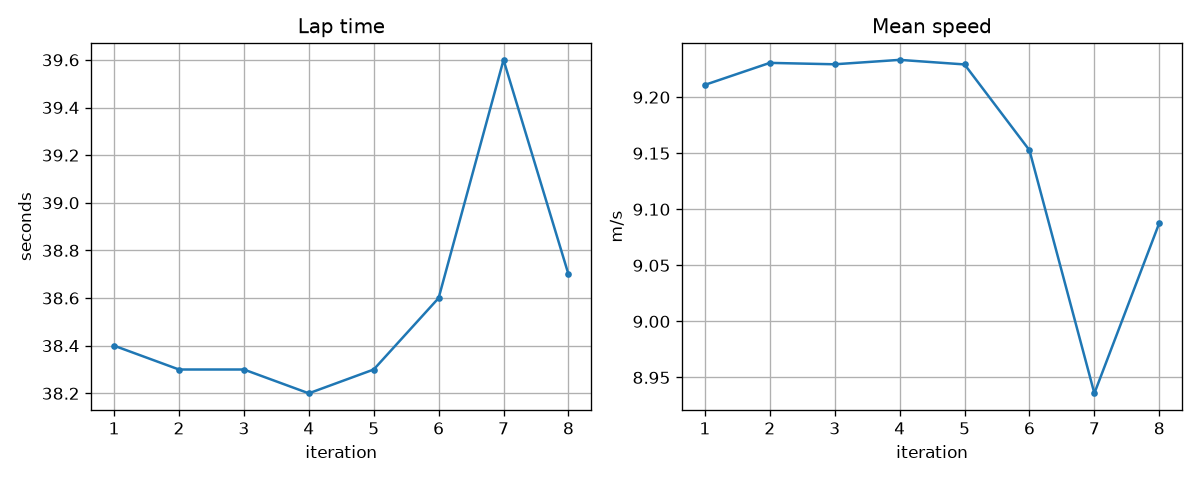 Lap time
39.6
39.4
39.2
39.0
38.8
38.6
38.4
38.2
seconds
1 2 3 4 5 6 7 8
iteration
Mean speed
9.20
9.15
9.10
9.05
9.00
8.95
m/s
1 2 3 4 5 6 7 8
iteration